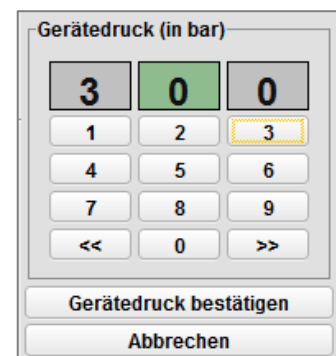 Gerätedruck (in bar)
3 0 0
1 2 3
4 5 6
7 8 9
<< 0 >>
Gerätedruck bestätigen
Abbrechen